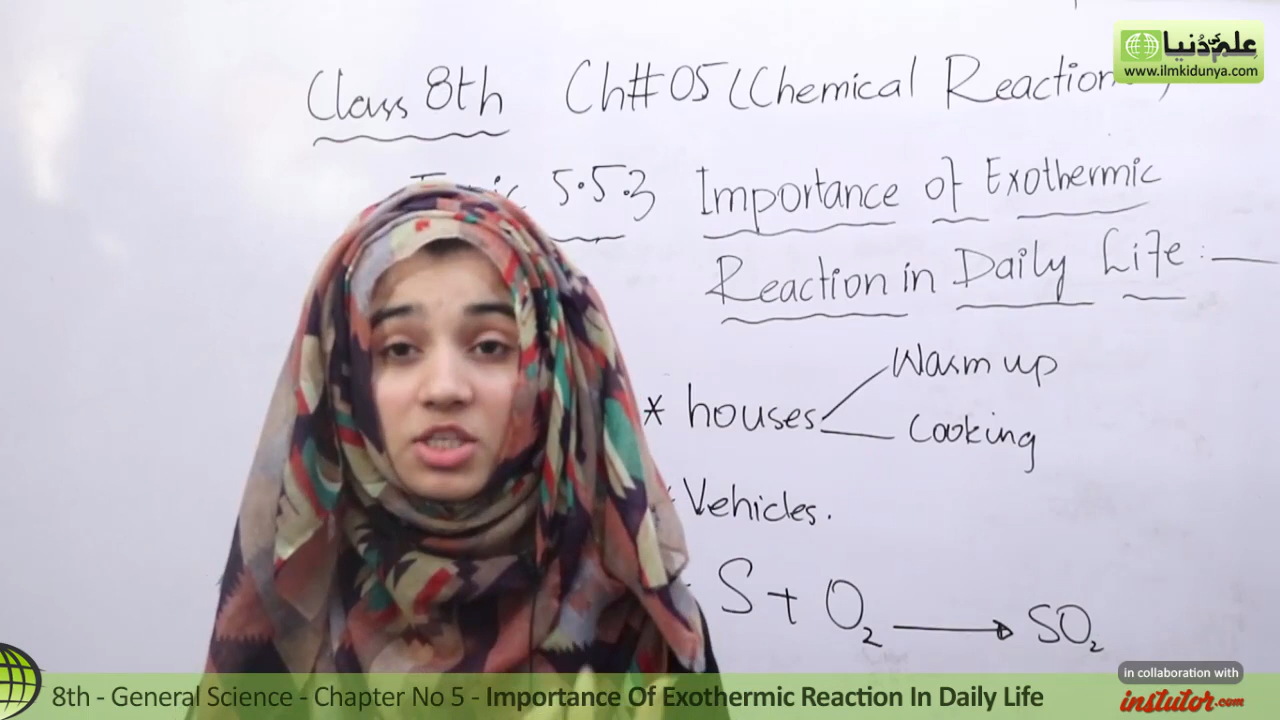 علم کی دنیا
www.ilmkidunya.com
Class 8th Ch# 05 (Chemical Reaction
5.5.3 Importance of Exothermic
Reaction in Daily Life :
* houses
Warm up
Cooking
Vehicles.
S + O₂ → SO₂
in collaboration with
instutor.com
8th - General Science - Chapter No 5 - Importance Of Exothermic Reaction In Daily Life